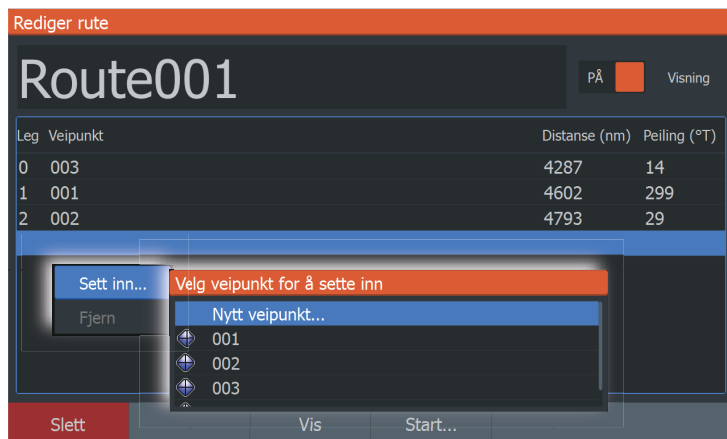 Rediger rute
Route001 PÅ Visning
Leg Veipunkt Distanse (nm) Peiling (°T)
0 003 4287 14
1 001 4602 299
2 002 4793 29
Sett inn...
Fjern
Velg veipunkt for å sette inn
Nytt veipunkt...
001
002
003
Slett Vis Start...